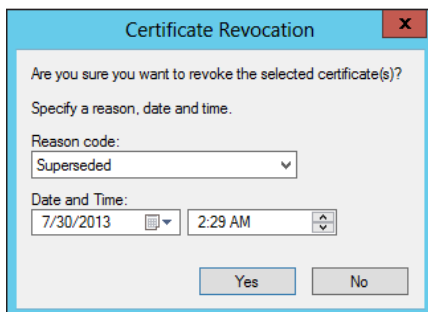 Certificate Revocation
x
Are you sure you want to revoke the selected certificate(s)?
Specify a reason, date and time.
Reason code:
Superseded
Date and Time:
7/30/2013 2:29 AM
Yes No